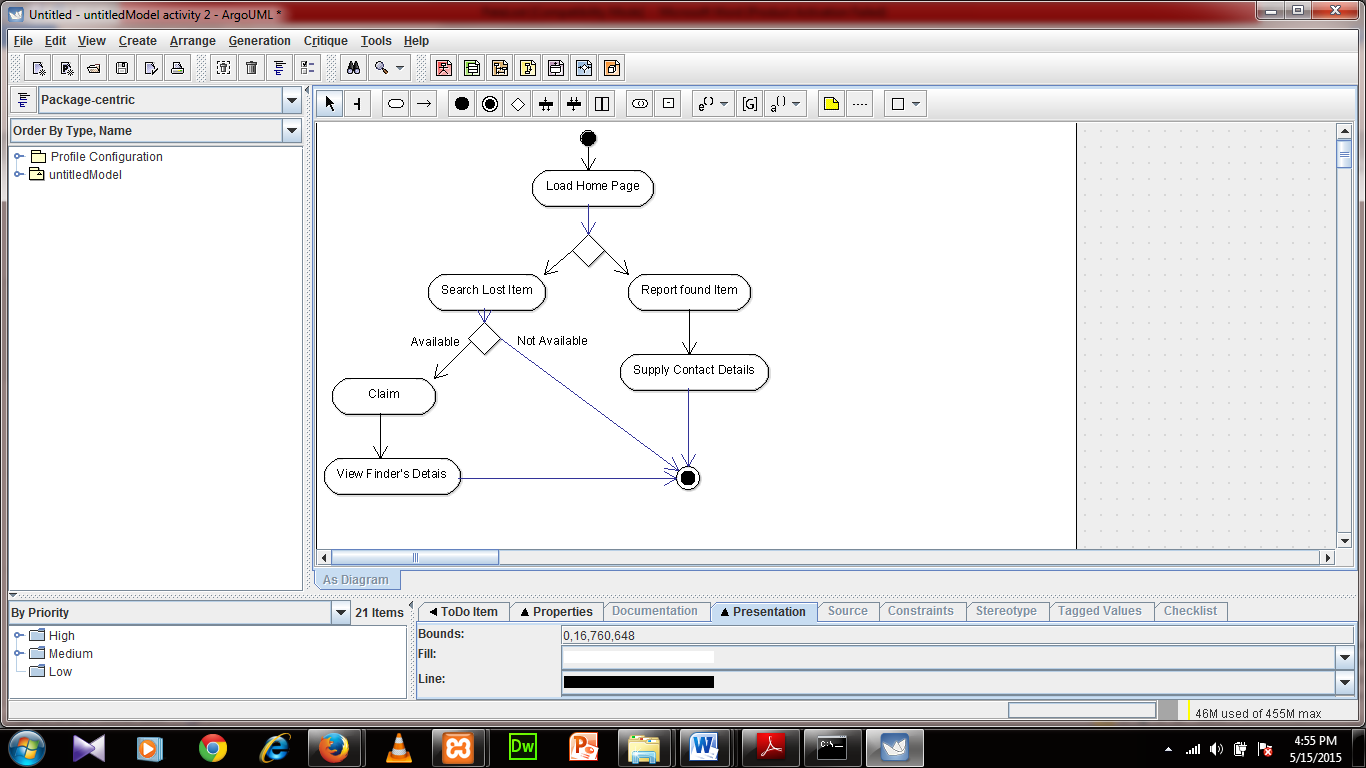 Untitled - untitledModel activity 2 - ArgoUML *
File Edit View Create Arrange Generation Critique Tools Help
Package-centric
Order By Type, Name
Profile Configuration
untitledModel
e() [G] a()
Load Home Page
Search Lost Item
Report found Item
Available
Not Available
Supply Contact Details
Claim
View Finder's Detais
As Diagram
By Priority
21 Items
High
Medium
Low
ToDo Item Properties Documentation Presentation Source Constraints Stereotype Tagged Values Checklist
Bounds:
0,16,760,648
Fill:
Line:
46M used of 455M max
Dw
C:\
4:55 PM
5/15/2015